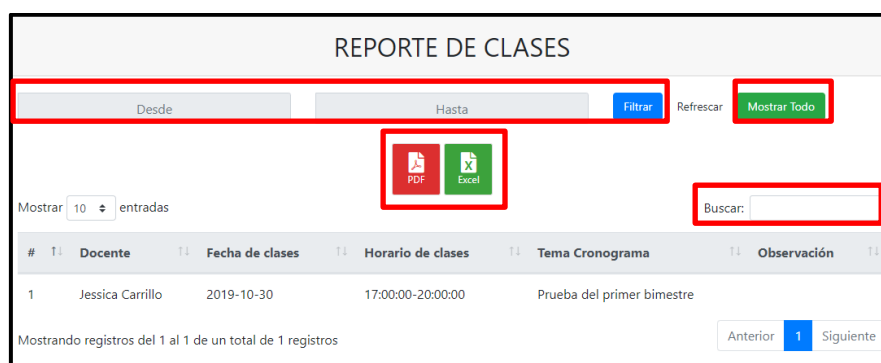 REPORTE DE CLASES
Desde Hasta Filtrar Refrescar Mostrar Todo
PDF Excel
Mostrar 10 entradas Buscar:
# Docente Fecha de clases Horario de clases Tema Cronograma Observación
1 Jessica Carrillo 2019-10-30 17:00:00-20:00:00 Prueba del primer bimestre
Mostrando registros del 1 al 1 de un total de 1 registros Anterior 1 Siguiente